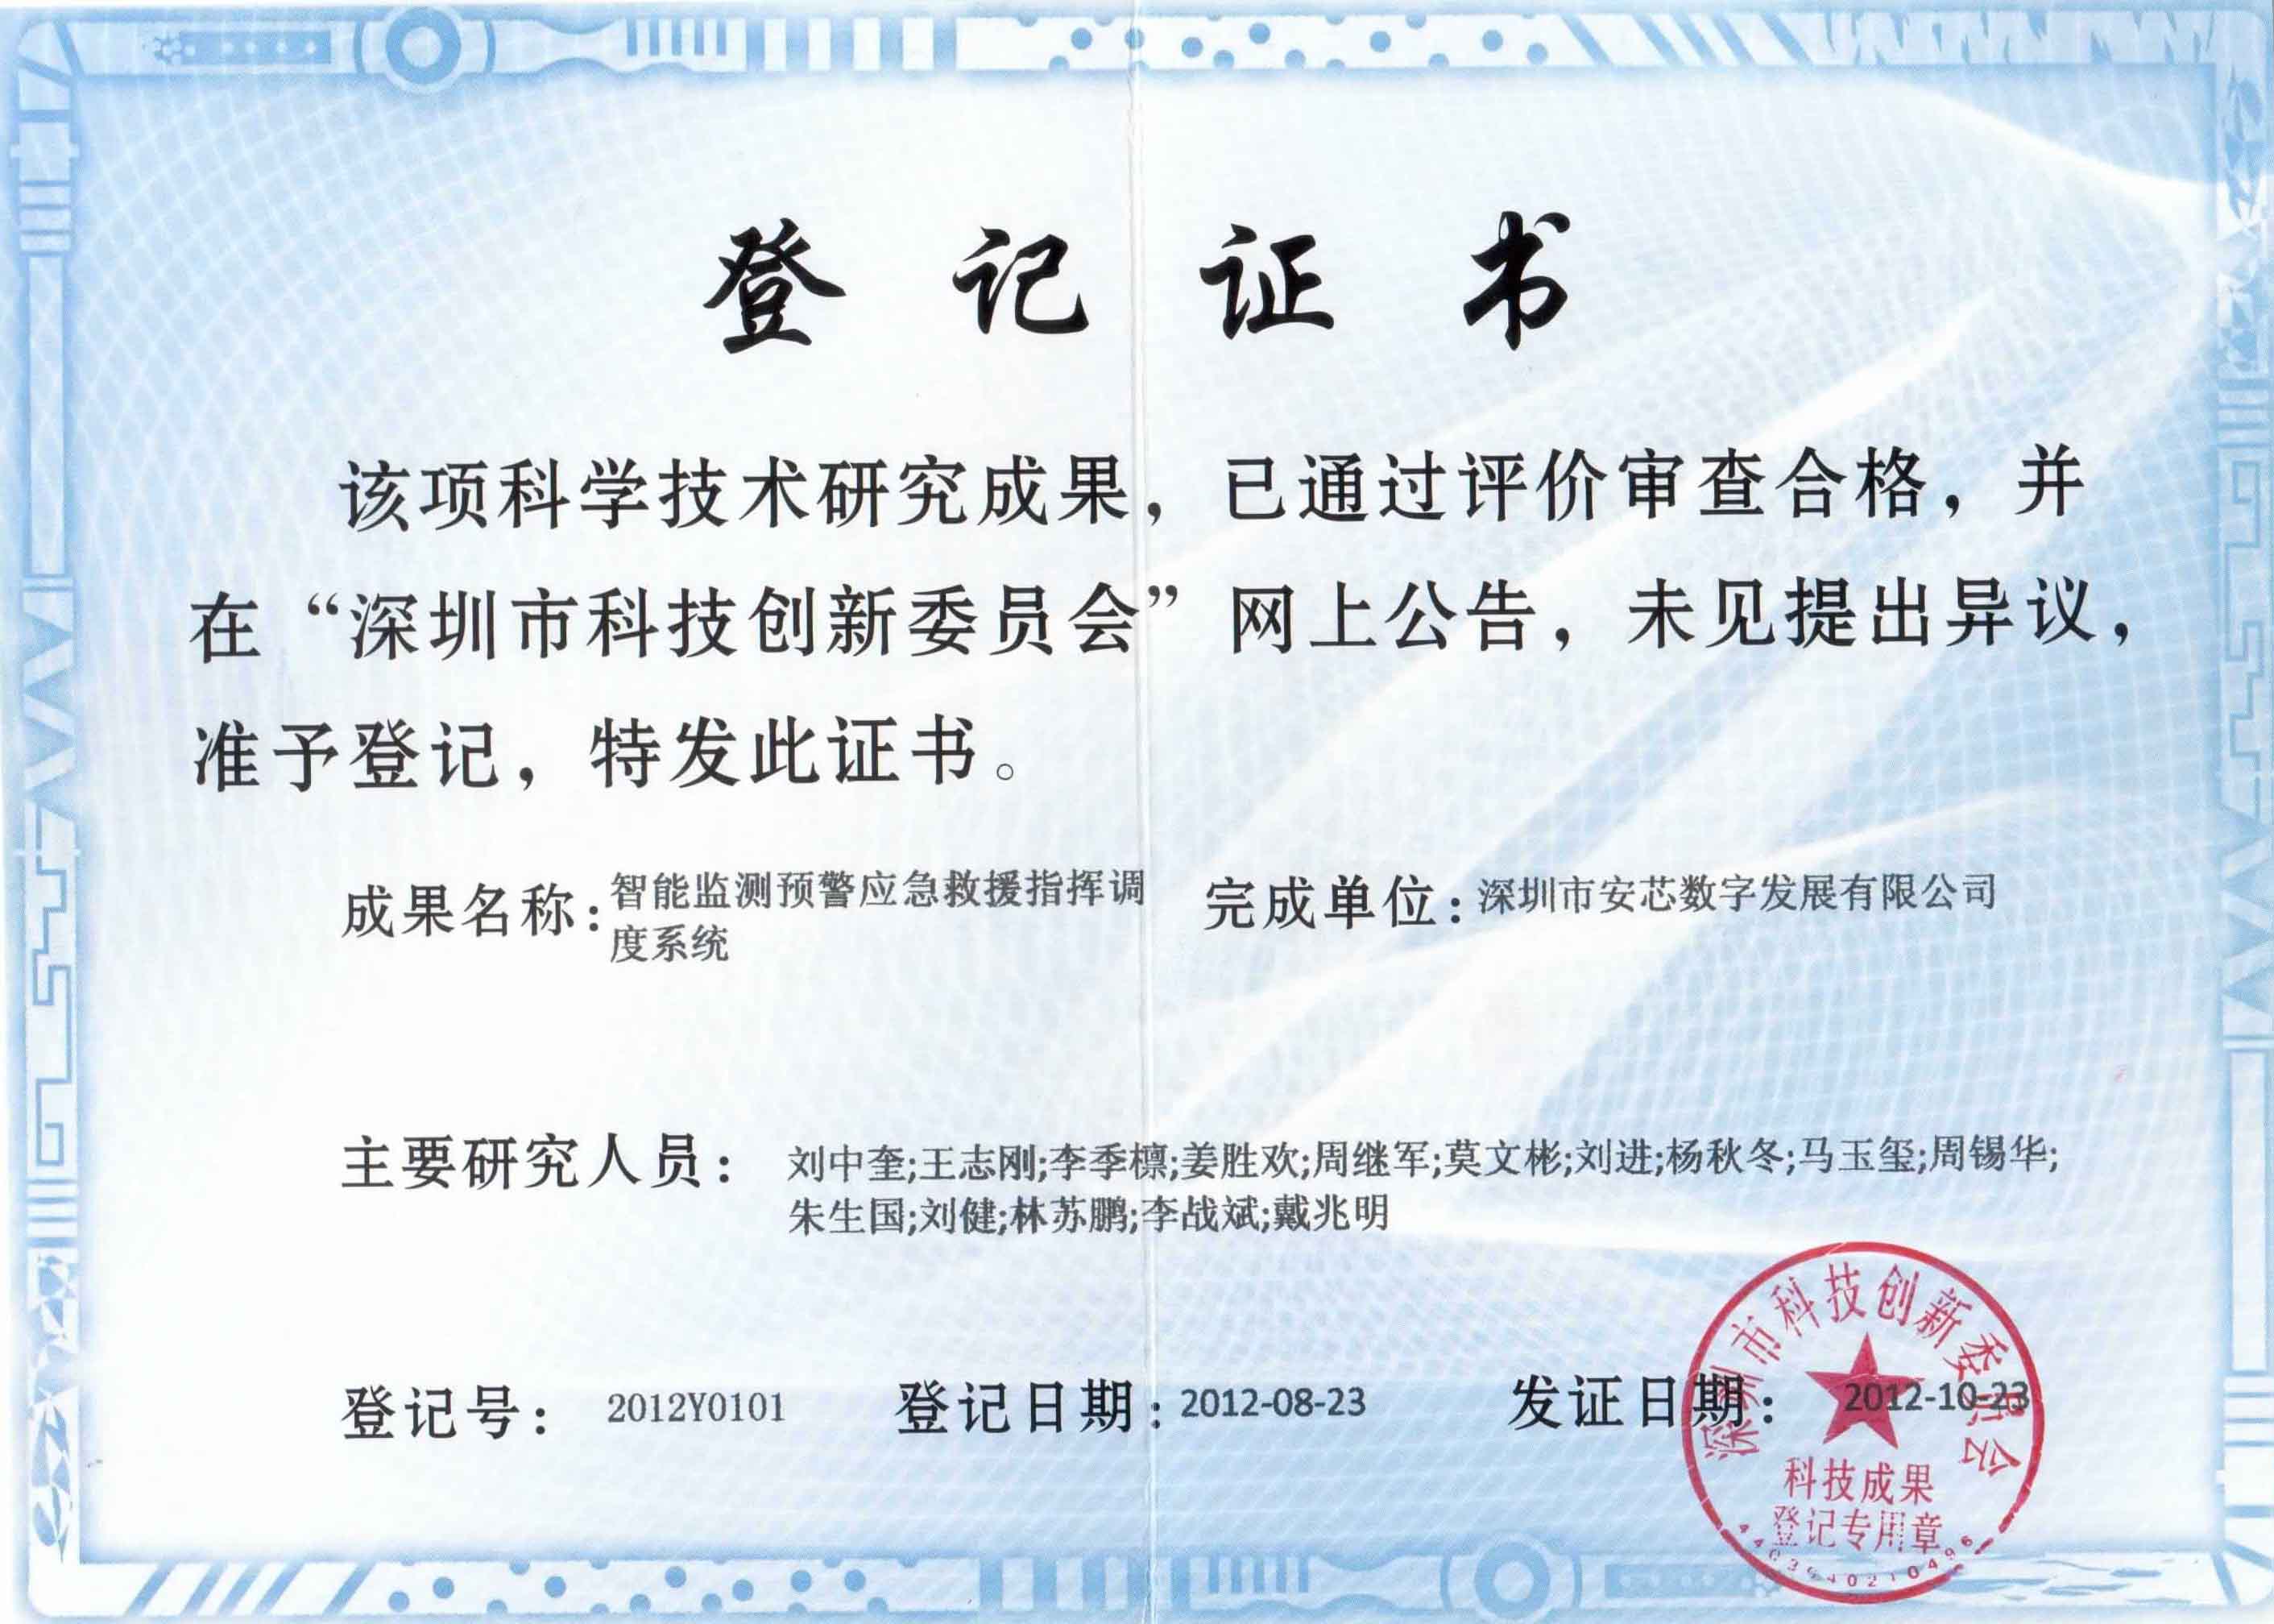 登记证书
该项科学技术研究成果，已通过评价审查合格，并
在“深圳市科技创新委员会”网上公告，未见提出异议，
准予登记，特发此证书。
成果名称：智能监测预警应急救援指挥调
度系统
完成单位：深圳市安芯数字发展有限公司
主要研究人员： 刘中奎;王志刚;李季檩;姜胜欢;周继军;莫文彬;刘进;杨秋冬;马玉玺;周锡华;
朱生国;刘健;林苏鹏;李战斌;戴兆明
登记号： 2012Y0101 登记日期：2012-08-23 发证日期： 2012-10-23
深圳市科技创新委员会
科技成果
登记专用章